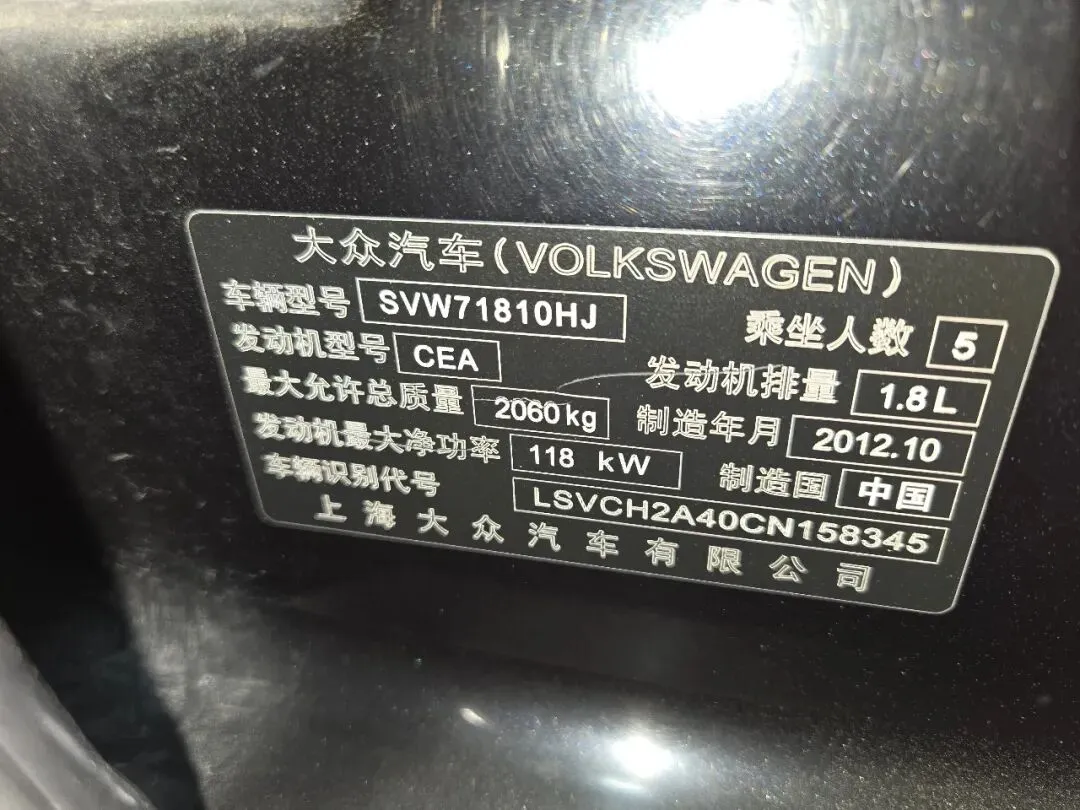 大众汽车(VOLKSWAGEN)
车辆型号 SVW71810HJ 乘坐人数 5
发动机型号 CEA 发动机排量 1.8L
最大允许总质量 2060kg 制造年月 2012.10
发动机最大净功率 118 kW 制造国 中国
车辆识别代号 LSVCH2A40CN158345
上海大众汽车有限公司